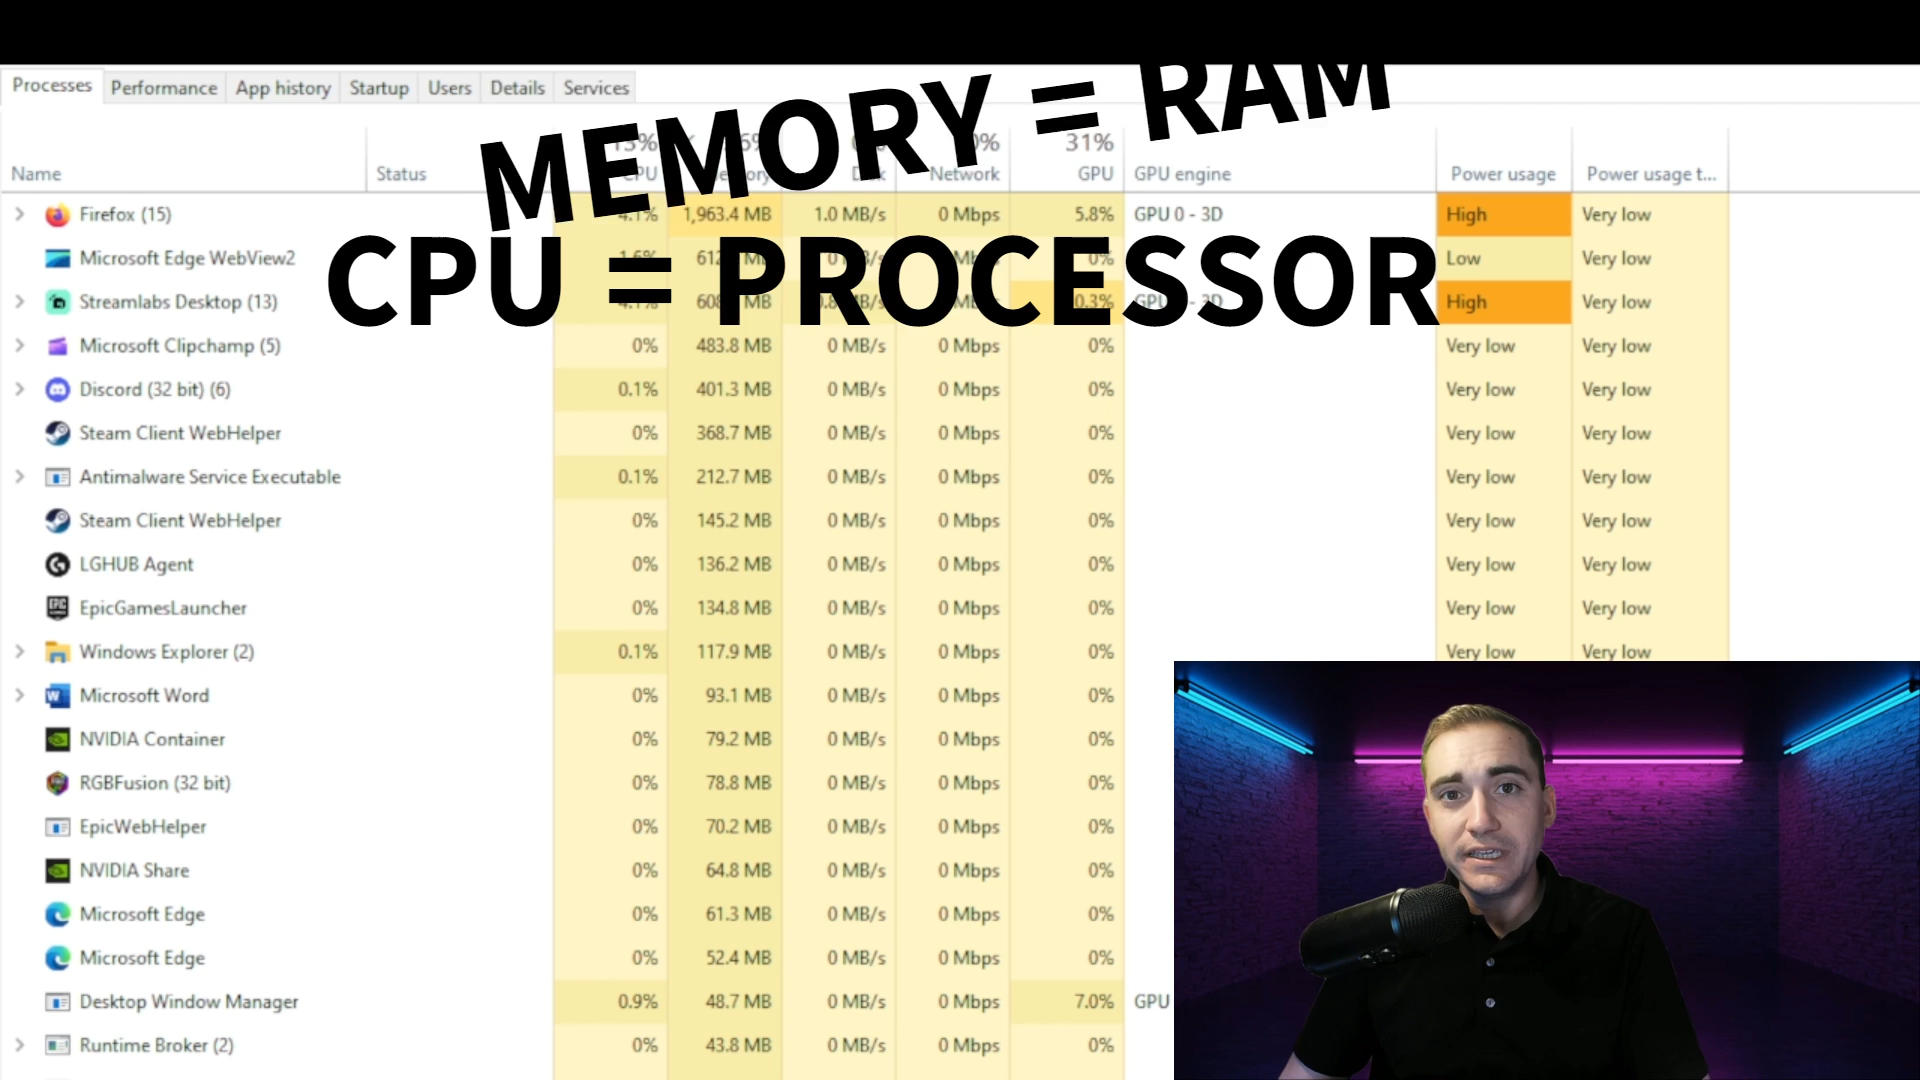 Processes Performance App history Startup Users Details Services
MEMORY = RAM
31%
Name Status Network GPU GPU engine Power usage Power usage t...
Firefox (15) 4.1% 1,963.4 MB 1.0 MB/s 0 Mbps 5.8% GPU 0 - 3D High Very low
Microsoft Edge WebView2 0% Low Very low
CPU = PROCESSOR
Streamlabs Desktop (13) High Very low
Microsoft Clipchamp (5) 0% 483.8 MB 0 MB/s 0 Mbps 0% Very low Very low
Discord (32 bit) (6) 0.1% 401.3 MB 0 MB/s 0 Mbps 0% Very low Very low
Steam Client WebHelper 0% 368.7 MB 0 MB/s 0 Mbps 0% Very low Very low
Antimalware Service Executable 0.1% 212.7 MB 0 MB/s 0 Mbps 0% Very low Very low
Steam Client WebHelper 0% 145.2 MB 0 MB/s 0 Mbps 0% Very low Very low
LGHUB Agent 0% 136.2 MB 0 MB/s 0 Mbps 0% Very low Very low
EpicGamesLauncher 0% 134.8 MB 0 MB/s 0 Mbps 0% Very low Very low
Windows Explorer (2) 0.1% 117.9 MB 0 MB/s 0 Mbps 0% Very low Very low
Microsoft Word 0% 93.1 MB 0 MB/s 0 Mbps 0%
NVIDIA Container 0% 79.2 MB 0 MB/s 0 Mbps 0%
RGBFusion (32 bit) 0% 78.8 MB 0 MB/s 0 Mbps 0%
EpicWebHelper 0% 70.2 MB 0 MB/s 0 Mbps 0%
NVIDIA Share 0% 64.8 MB 0 MB/s 0 Mbps 0%
Microsoft Edge 0% 61.3 MB 0 MB/s 0 Mbps 0%
Microsoft Edge 0% 52.4 MB 0 MB/s 0 Mbps 0%
Desktop Window Manager 0.9% 48.7 MB 0 MB/s 0 Mbps 7.0% GPU
Runtime Broker (2) 0% 43.8 MB 0 MB/s 0 Mbps 0%